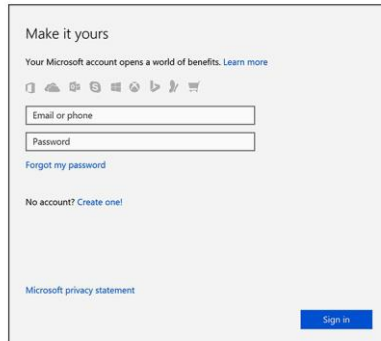 Make it yours
Your Microsoft account opens a world of benefits. Learn more
Email or phone
Password
Forgot my password
No account? Create one!
Microsoft privacy statement
Sign in